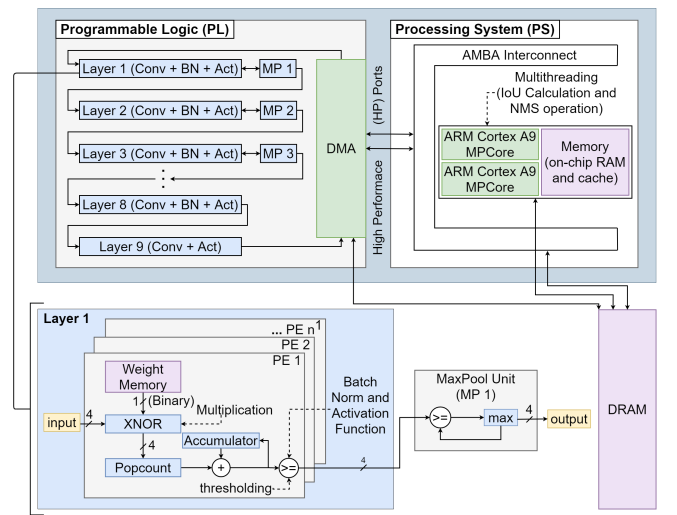 Programmable Logic (PL)
Layer 1 (Conv + BN + Act)
MP 1
Layer 2 (Conv + BN + Act)
MP 2
Layer 3 (Conv + BN + Act)
MP 3
⋮
Layer 8 (Conv + BN + Act)
Layer 9 (Conv + Act)
DMA
High Performace (HP) Ports
Processing System (PS)
AMBA Interconnect
Multithreading
(IoU Calculation and
NMS operation)
ARM Cortex A9
MPCore
ARM Cortex A9
MPCore
Memory
(on-chip RAM
and cache)
Layer 1
... PE n1
PE 2
PE 1
Weight
Memory
1
(Binary)
input
4
XNOR
Multiplication
4
Accumulator
Popcount
+
>=
thresholding
Batch
Norm and
Activation
Function
4
MaxPool Unit
(MP 1)
>=
max
4
output
DRAM